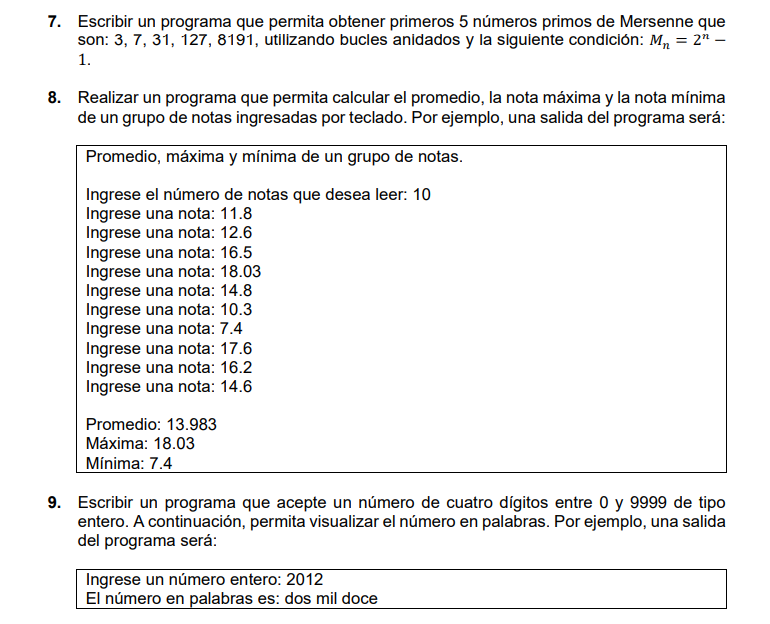 7. Escribir un programa que permita obtener primeros 5 números primos de Mersenne que
son: 3, 7, 31, 127, 8191, utilizando bucles anidados y la siguiente condición: Mₙ = 2ⁿ −
1.
8. Realizar un programa que permita calcular el promedio, la nota máxima y la nota mínima
de un grupo de notas ingresadas por teclado. Por ejemplo, una salida del programa será:
Promedio, máxima y mínima de un grupo de notas.
Ingrese el número de notas que desea leer: 10
Ingrese una nota: 11.8
Ingrese una nota: 12.6
Ingrese una nota: 16.5
Ingrese una nota: 18.03
Ingrese una nota: 14.8
Ingrese una nota: 10.3
Ingrese una nota: 7.4
Ingrese una nota: 17.6
Ingrese una nota: 16.2
Ingrese una nota: 14.6
Promedio: 13.983
Máxima: 18.03
Mínima: 7.4
9. Escribir un programa que acepte un número de cuatro dígitos entre 0 y 9999 de tipo
entero. A continuación, permita visualizar el número en palabras. Por ejemplo, una salida
del programa será:
Ingrese un número entero: 2012
El número en palabras es: dos mil doce